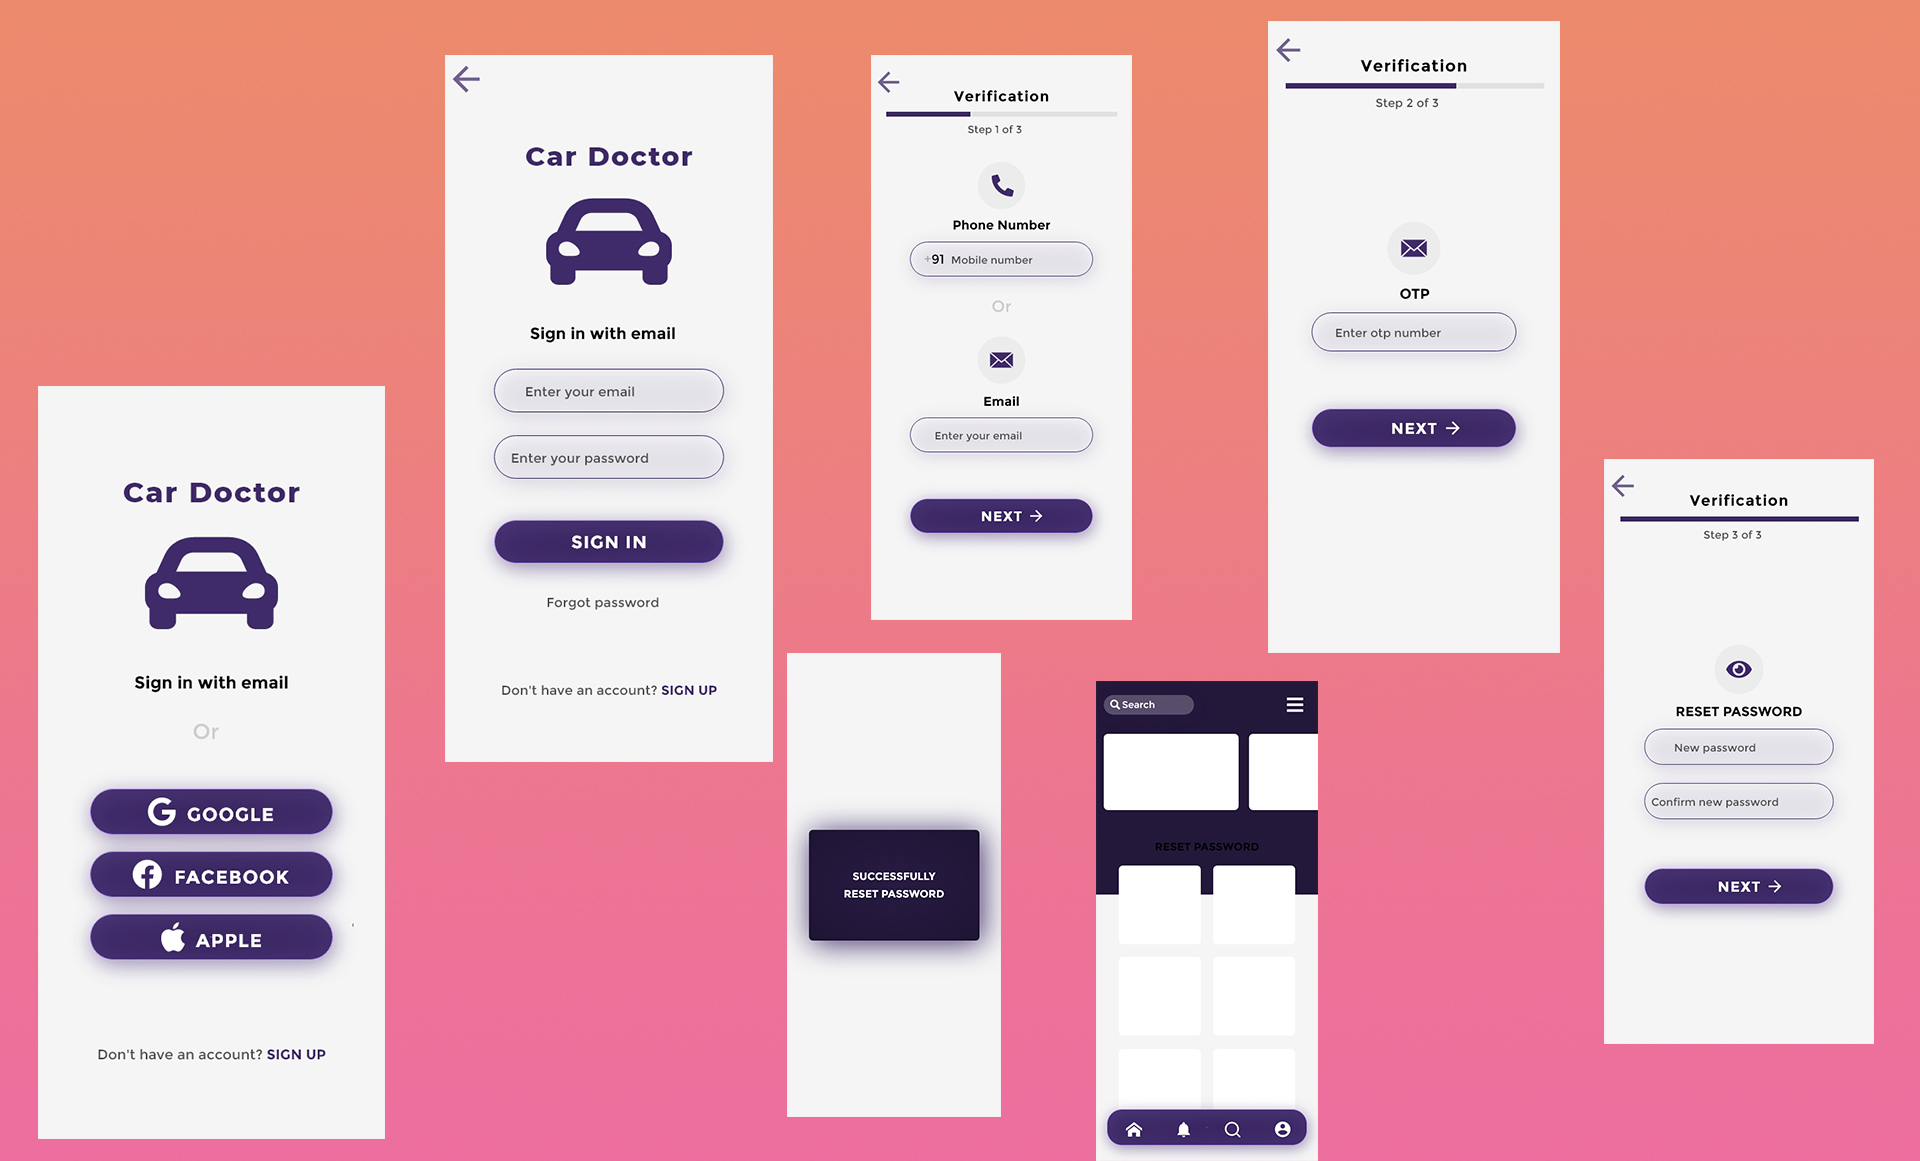 Car Doctor
Sign in with email
Or
GOOGLE
FACEBOOK
APPLE
Don't have an account? SIGN UP
Car Doctor
Sign in with email
Enter your email
Enter your password
SIGN IN
Forgot password
Don't have an account? SIGN UP
Verification
Step 1 of 3
Phone Number
+91 Mobile number
Or
Email
Enter your email
NEXT
Verification
Step 2 of 3
OTP
Enter otp number
NEXT
Verification
Step 3 of 3
RESET PASSWORD
New password
Confirm new password
NEXT
SUCCESSFULLY
RESET PASSWORD
Search
RESET PASSWORD